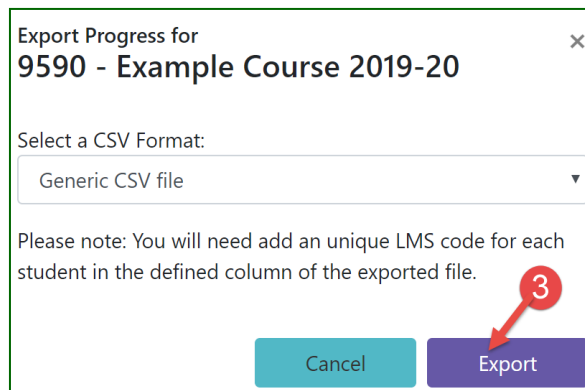 Export Progress for
9590 - Example Course 2019-20
Select a CSV Format:
Generic CSV file
Please note: You will need add an unique LMS code for each
student in the defined column of the exported file.
3
Cancel
Export